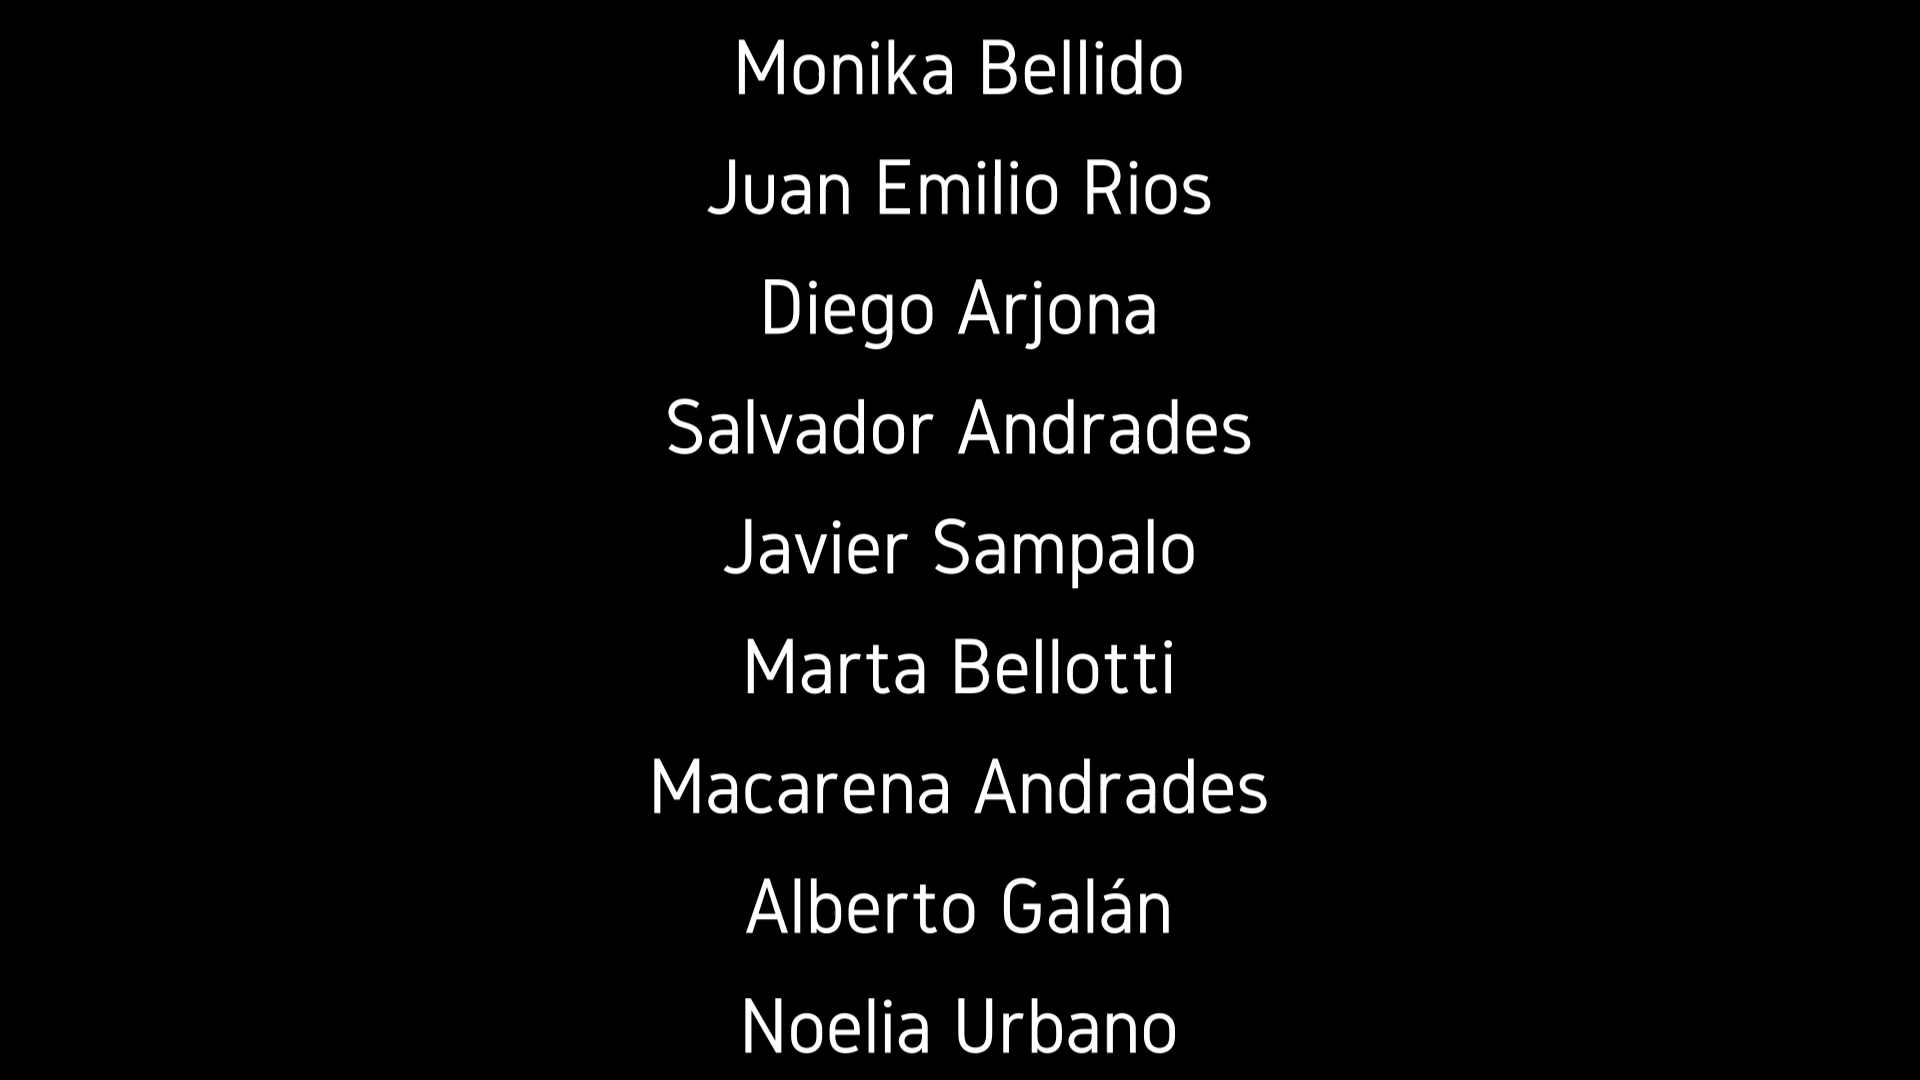 Monika Bellido
Juan Emilio Rios
Diego Arjona
Salvador Andrades
Javier Sampalo
Marta Bellotti
Macarena Andrades
Alberto Galán
Noelia Urbano